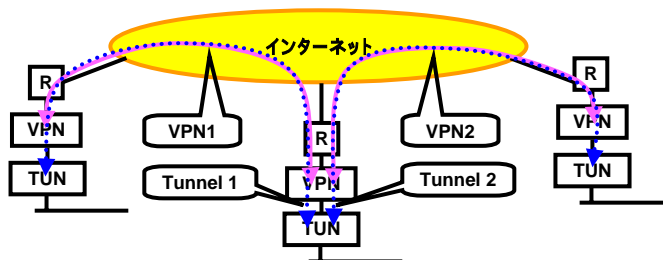 インターネット
R
R
VPN1
VPN2
VPN
R
VPN
Tunnel 1
VPN
Tunnel 2
TUN
TUN
TUN